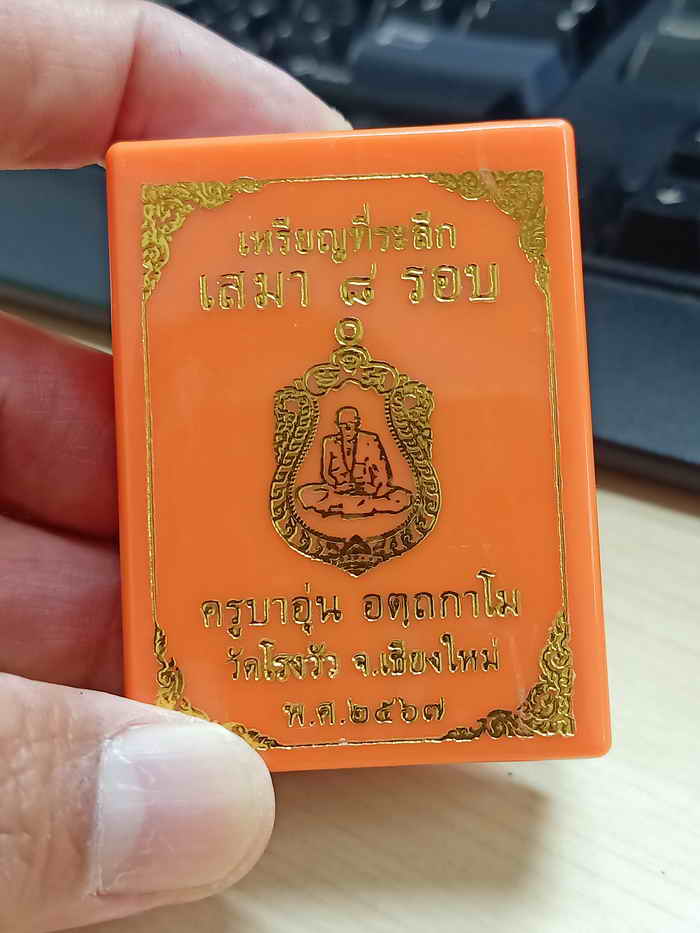 เหรียญที่ระลึก
เสมา ๘ รอบ
ครูบาอุ่น อตฺถกาโม
วัดโรงวัว จ.เชียงใหม่
พ.ศ.๒๕๖๗